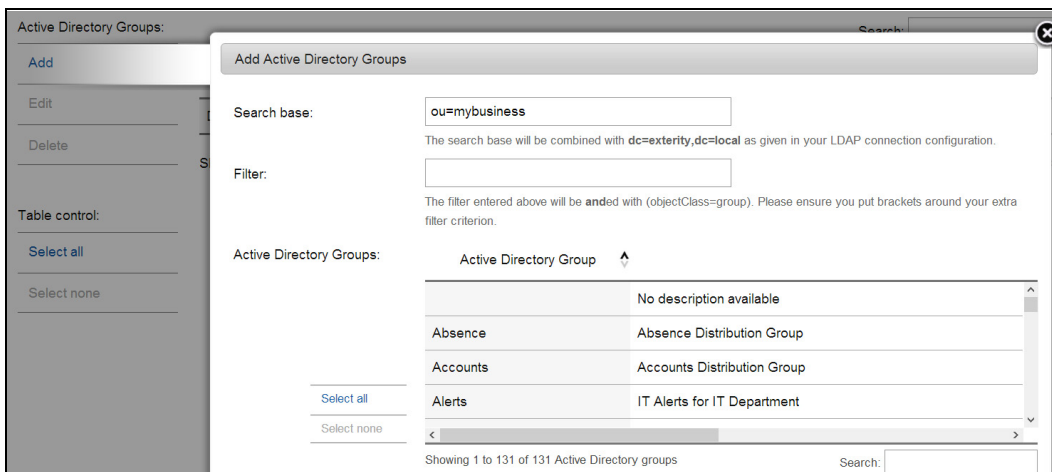 Active Directory Groups:
Search:
Add
Add Active Directory Groups
Edit
Search base:
ou=mybusiness
Delete
The search base will be combined with dc=exterity,dc=local as given in your LDAP connection configuration.
Filter:
The filter entered above will be anded with (objectClass=group). Please ensure you put brackets around your extra
filter criterion.
Table control:
Select all
Select none
Active Directory Groups:
Active Directory Group
No description available
Absence Absence Distribution Group
Accounts Accounts Distribution Group
Alerts IT Alerts for IT Department
Select all
Select none
Showing 1 to 131 of 131 Active Directory groups
Search: